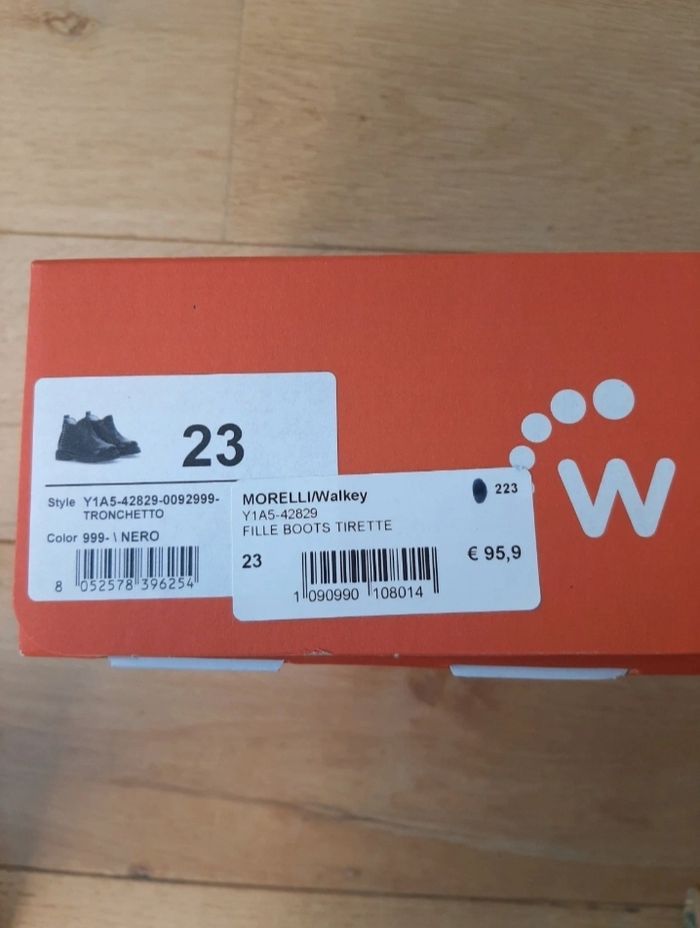 23
Style Y1A5-42829-0092999-
TRONCHETTO
Color 999- \ NERO
8 052578 396254
MORELLI/Walkey
223
Y1A5-42829
FILLE BOOTS TIRETTE
23
€ 95,9
1 090990 108014
W